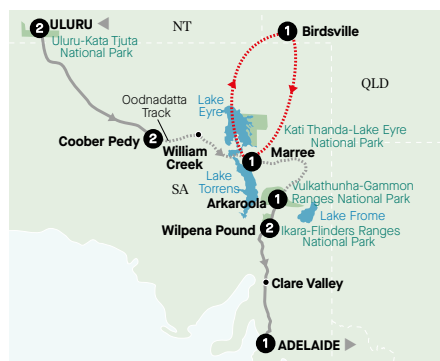 NT
Birdsville
1
2
ULURU
Uluru-Kata Tjuta
National Park
QLD
Oodnadatta
Track
Lake
Eyre
Coober Pedy
2
William
Creek
Kati Thanda-Lake Eyre
National Park
1
Marree
SA
Lake
Torrens
Arkaroola
1
Vulkathunha-Gammon
Ranges National Park
Lake Frome
Wilpena Pound
2
Ikara-Flinders Ranges
National Park
Clare Valley
1
ADELAIDE